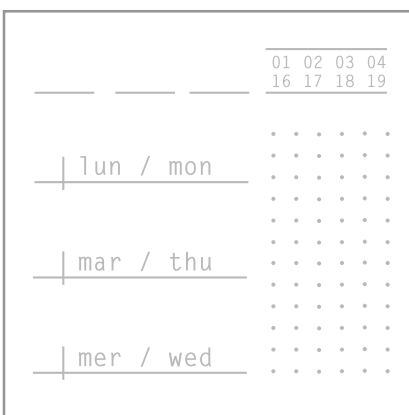 01 02 03 04
16 17 18 19
lun / mon
mar / thu
mer / wed